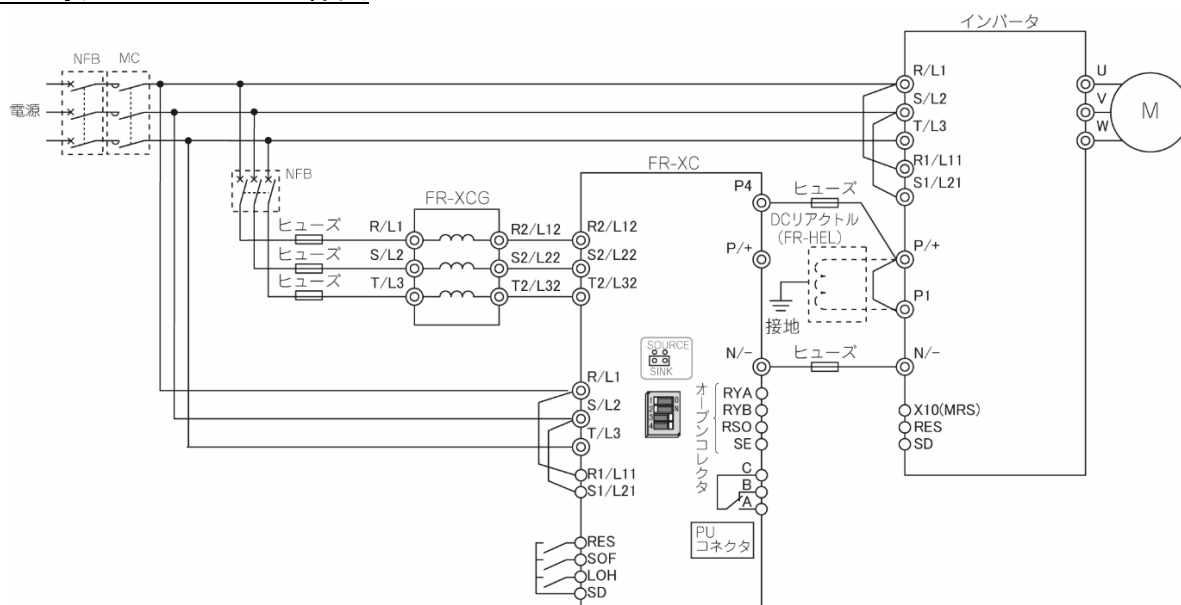 インバータ
NFB MC
電源
R/L1
S/L2
T/L3
R1/L11
S1/L21
U
V
W
M
NFB
FR-XCG
FR-XC
ヒューズ
R/L1
R2/L12
R2/L12
ヒューズ
S/L2
S2/L22
S2/L22
ヒューズ
T/L3
T2/L32
T2/L32
P4
ヒューズ
DCリアクトル
(FR-HEL)
P/+
P/+
P1
接地
N/-
ヒューズ
N/-
SOURCE
SINK
1
2
3
4
O
N
R/L1
S/L2
T/L3
R1/L11
S1/L21
オープンコレクタ
RYA
RYB
RSO
SE
C
B
A
X10(MRS)
RES
SD
PU
コネクタ
RES
SOF
LOH
SD